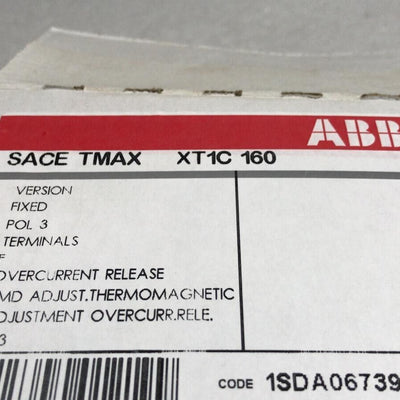 ABB
SACE TMAX XT1C 160
VERSION
FIXED
POL 3
TERMINALS
F
OVERCURRENT RELEASE
MD ADJUST.THERMOMAGNETIC
DJUSTMENT OVERCURR.RELE.
3
CODE 1SDA06739